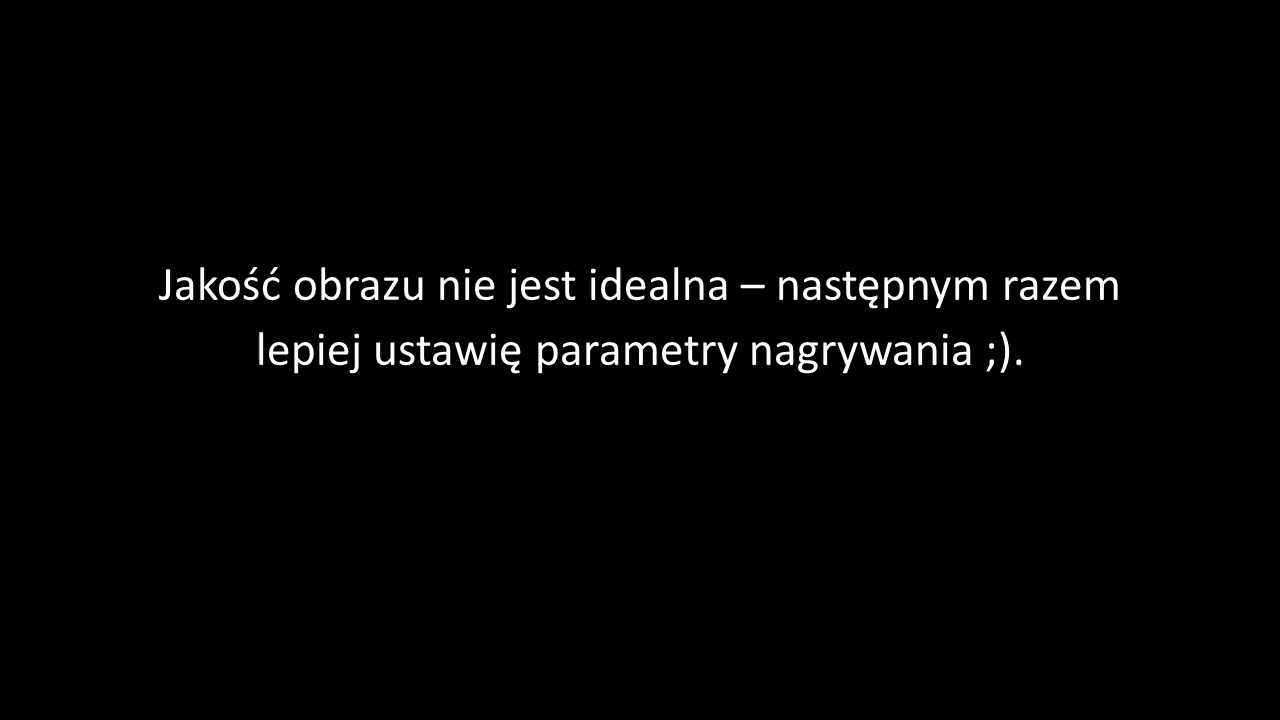 Jakość obrazu nie jest idealna – następnym razem
lepiej ustawię parametry nagrywania ;).